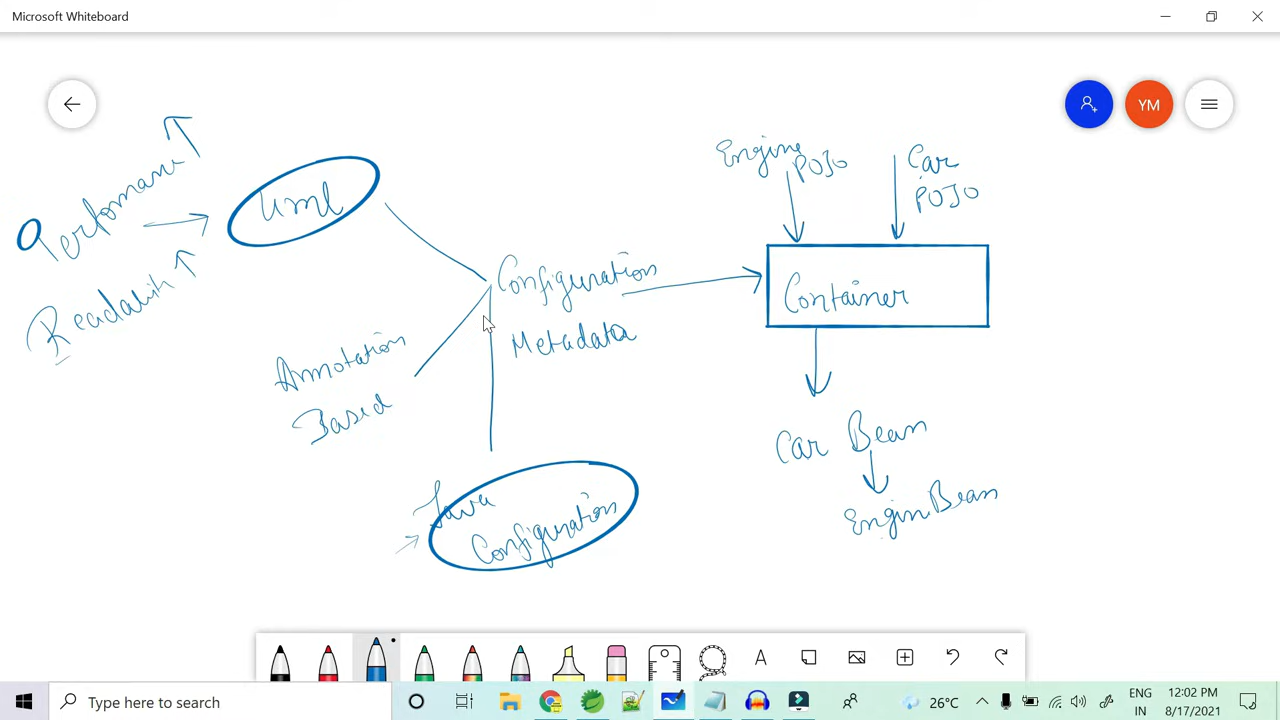 Microsoft Whiteboard
YM
Performance
Readability
Xml
Annotation
Based
Configuration
Metadata
Java
Configuration
Engine
POJO
Car
POJO
Container
Car Bean
Engin Bean
Type here to search
26°C
ENG
IN
12:02 PM
8/17/2021